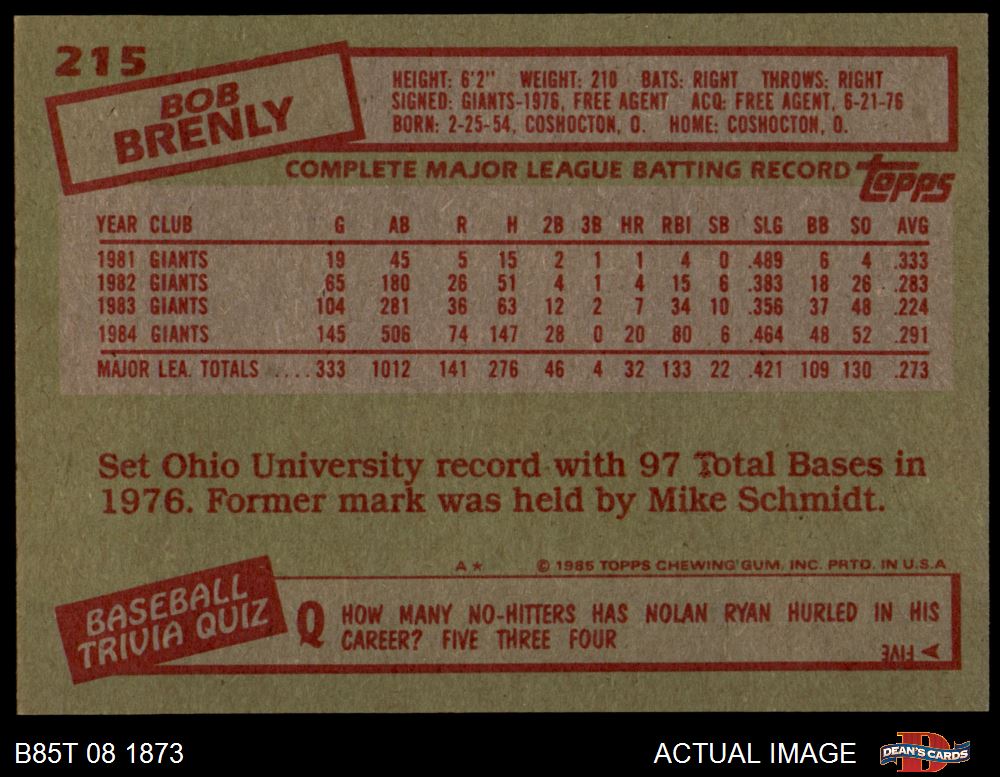 215
BOB
BRENLY
HEIGHT: 6'2" WEIGHT: 210 BATS: RIGHT THROWS: RIGHT
SIGNED: GIANTS-1976, FREE AGENT ACQ: FREE AGENT, 6-21-76
BORN: 2-25-54, COSHOCTON, O. HOME: COSHOCTON, O.
COMPLETE MAJOR LEAGUE BATTING RECORD topps
YEAR CLUB G AB R H 2B 3B HR RBI SB SLG BB SO AVG
1981 GIANTS 19 45 5 15 2 1 1 4 0 .489 6 4 .333
1982 GIANTS 65 180 26 51 4 1 4 15 6 .383 18 26 .283
1983 GIANTS 104 281 36 63 12 2 7 34 10 .356 37 48 .224
1984 GIANTS 145 506 74 147 28 0 20 80 6 .464 48 52 .291
MAJOR LEA. TOTALS ....333 1012 141 276 46 4 32 133 22 .421 109 130 .273
Set Ohio University record with 97 Total Bases in
1976. Former mark was held by Mike Schmidt.
A* © 1985 TOPPS CHEWING GUM, INC. PRTD. IN U.S.A
BASEBALL
TRIVIA QUIZ
Q HOW MANY NO-HITTERS HAS NOLAN RYAN HURLED IN HIS
CAREER? FIVE THREE FOUR
A FIVE
B85T 08 1873
ACTUAL IMAGE
D
DEAN'S CARDS